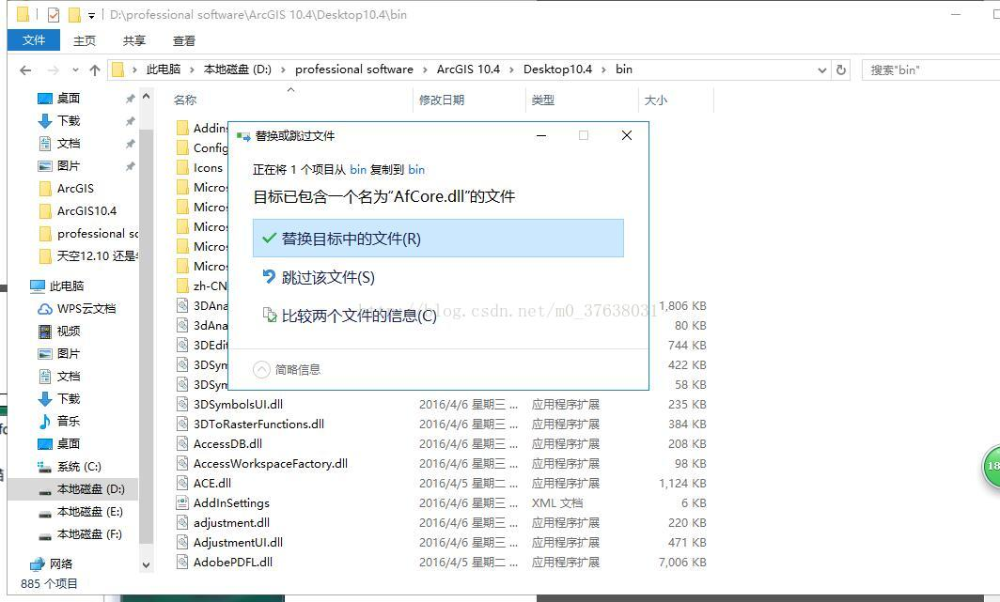 D:\professional software\ArcGIS 10.4\Desktop10.4\bin
文件 主页 共享 查看
此电脑 › 本地磁盘 (D:) › professional software › ArcGIS 10.4 › Desktop10.4 › bin
搜索"bin"
名称 修改日期 类型 大小
桌面
下载
文档
图片
ArcGIS
ArcGIS10.4
professional so
天空12.10 还是
此电脑
WPS云文档
视频
图片
文档
下载
音乐
桌面
系统 (C:)
本地磁盘 (D:)
本地磁盘 (E:)
本地磁盘 (F:)
网络
885 个项目
Addins
Config
Icons
Micros
Micros
Micros
Micros
Micros
zh-CN
3DAna 1,806 KB
3dAna 80 KB
3DEdit 744 KB
3DSym 422 KB
3DSym 58 KB
3DSymbolsUI.dll 2016/4/6 星期三 ... 应用程序扩展 235 KB
3DToRasterFunctions.dll 2016/4/6 星期三 ... 应用程序扩展 384 KB
AccessDB.dll 2016/4/6 星期三 ... 应用程序扩展 208 KB
AccessWorkspaceFactory.dll 2016/4/6 星期三 ... 应用程序扩展 98 KB
ACE.dll 2016/4/5 星期二 ... 应用程序扩展 1,124 KB
AddInSettings 2016/4/6 星期三 ... XML 文档 6 KB
adjustment.dll 2016/4/6 星期三 ... 应用程序扩展 220 KB
AdjustmentUI.dll 2016/4/6 星期三 ... 应用程序扩展 471 KB
AdobePDFL.dll 2016/4/5 星期二 ... 应用程序扩展 7,006 KB
替换或跳过文件
正在将 1 个项目从 bin 复制到 bin
目标已包含一个名为“AfCore.dll”的文件
替换目标中的文件(R)
跳过该文件(S)
比较两个文件的信息(C)
简略信息
http://blog.csdn.net/m0_37638031
18